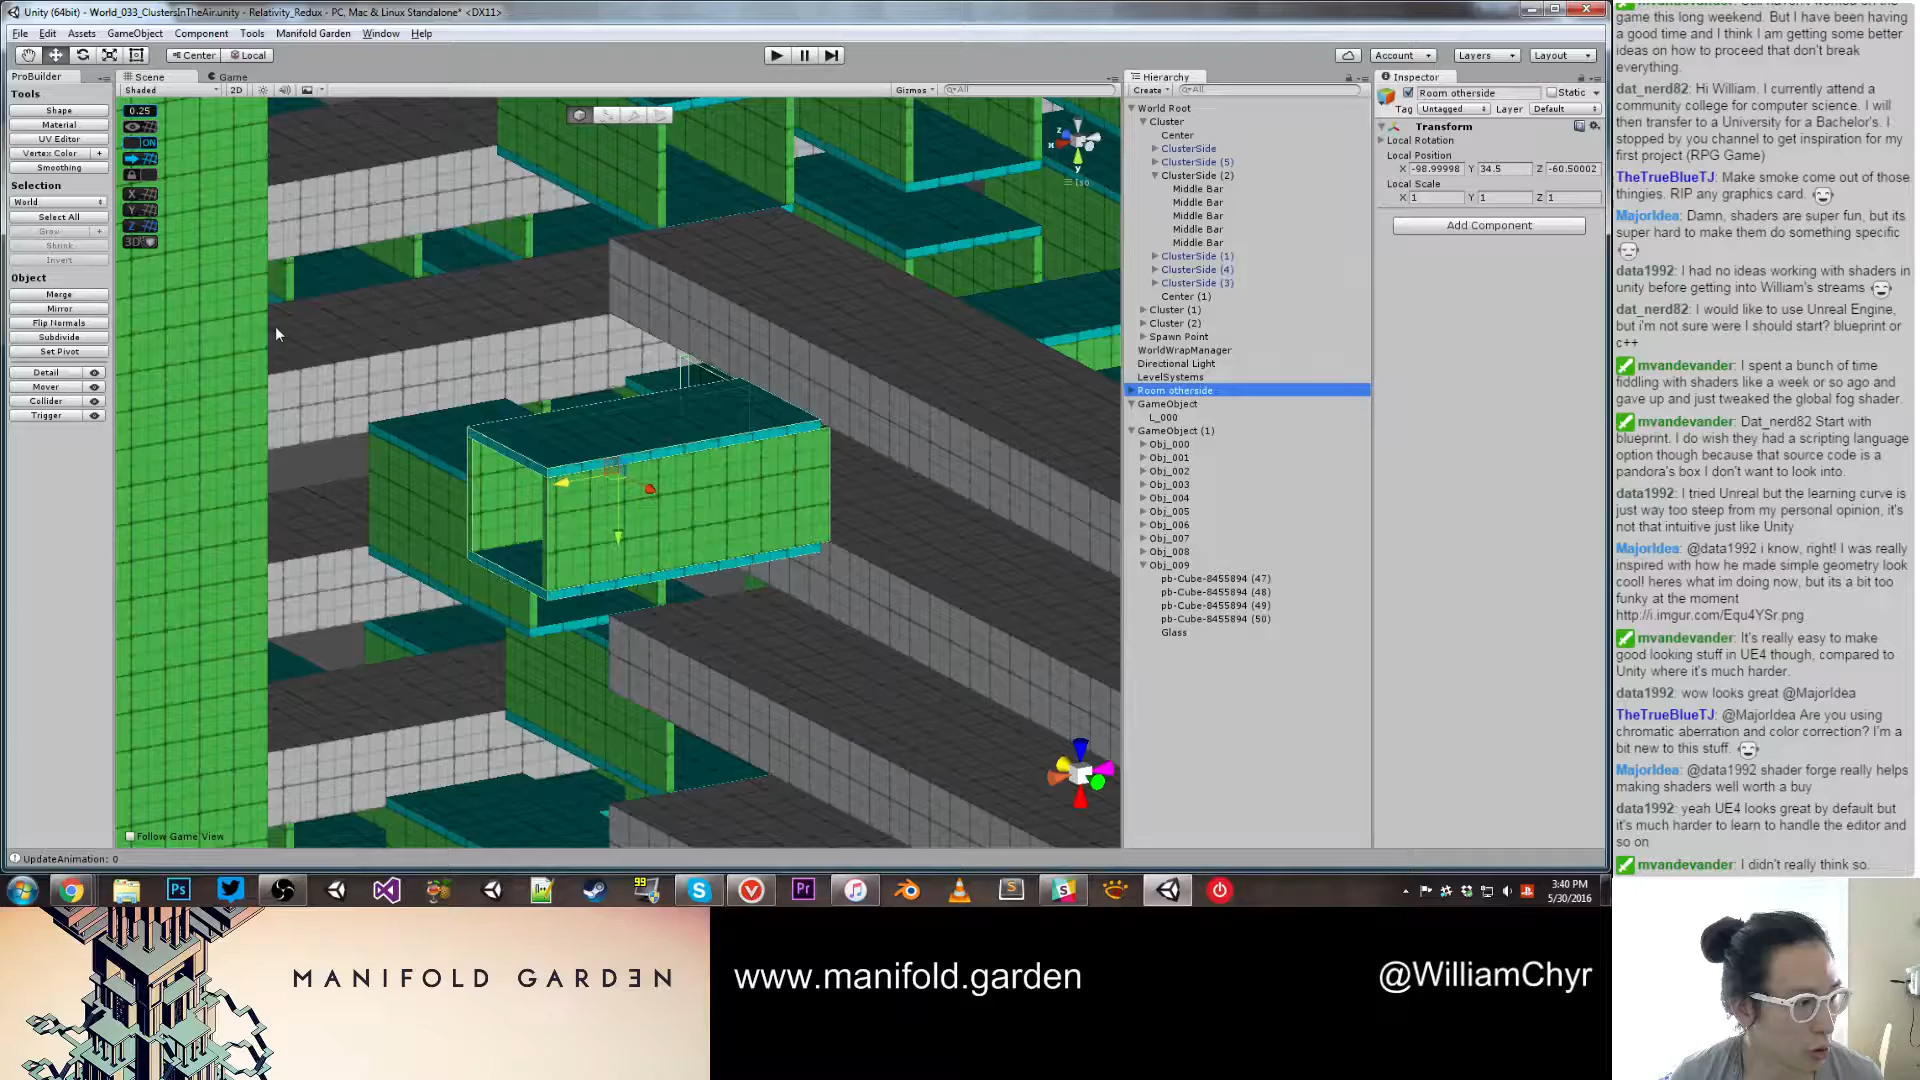 Unity (64bit) - World_033_ClustersInTheAir.unity - Relativity_Redux - PC, Mac & Linux Standalone* <DX11>
File Edit Assets GameObject Component Tools Manifold Garden Window Help
Center Local Account Layers Layout
ProBuilder
Tools
Shape
Material
UV Editor
Vertex Color +
Smoothing
Selection
World
Select All
Grow +
Shrink
Invert
Object
Merge
Mirror
Flip Normals
Subdivide
Set Pivot
Detail
Mover
Collider
Trigger
Scene Game
Shaded 2D Gizmos All
0.25
ON
X
Y
Z
3D
z
x
y
Iso
Follow Game View
UpdateAnimation: 0
Hierarchy
Create All
World Root
Cluster
Center
ClusterSide
ClusterSide (5)
ClusterSide (2)
Middle Bar
Middle Bar
Middle Bar
Middle Bar
Middle Bar
ClusterSide (1)
ClusterSide (4)
ClusterSide (3)
Center (1)
Cluster (1)
Cluster (2)
Spawn Point
WorldWrapManager
Directional Light
LevelSystems
Room otherside
GameObject
L_000
GameObject (1)
Obj_000
Obj_001
Obj_002
Obj_003
Obj_004
Obj_005
Obj_006
Obj_007
Obj_008
Obj_009
pb-Cube-8455894 (47)
pb-Cube-8455894 (48)
pb-Cube-8455894 (49)
pb-Cube-8455894 (50)
Glass
Inspector
Room otherside Static
Tag Untagged Layer Default
Transform
Local Rotation
Local Position
X -98.99998 Y 34.5 Z -60.50002
Local Scale
X 1 Y 1 Z 1
Add Component
game this long weekend. But I have been having
a good time and I think I am getting some better
ideas on how to proceed that don't break
everything.
dat_nerd82: Hi William. I currently attend a
community college for computer science. I will
then transfer to a University for a Bachelor's. I
stopped by you channel to get inspiration for my
first project (RPG Game)
TheTrueBlueTJ: Make smoke come out of those
thingies. RIP any graphics card.
MajorIdea: Damn, shaders are super fun, but its
super hard to make them do something specific
data1992: I had no ideas working with shaders in
unity before getting into William's streams
dat_nerd82: I would like to use Unreal Engine,
but i'm not sure were I should start? blueprint or
c++
mvandevander: I spent a bunch of time
fiddling with shaders like a week or so ago and
gave up and just tweaked the global fog shader.
mvandevander: Dat_nerd82 Start with
blueprint. I do wish they had a scripting language
option though because that source code is a
pandora's box I don't want to look into.
data1992: I tried Unreal but the learning curve is
just way too steep from my personal opinion, it's
not that intuitive just like Unity
MajorIdea: @data1992 i know, right! I was really
inspired with how he made simple geometry look
cool! heres what im doing now, but its a bit too
funky at the moment
http://i.imgur.com/Equ4YSr.png
mvandevander: It's really easy to make
good looking stuff in UE4 though, compared to
Unity where it's much harder.
data1992: wow looks great @MajorIdea
TheTrueBlueTJ: @MajorIdea Are you using
chromatic aberration and color correction? I'm a
bit new to this stuff.
MajorIdea: @data1992 shader forge really helps
making shaders well worth a buy
data1992: yeah UE4 looks great by default but
it's much harder to learn to handle the editor and
so on
mvandevander: I didn't really think so.
Ps
99
Pr
S
3:40 PM
5/30/2016
MANIFOLD GARDEN
www.manifold.garden
@WilliamChyr